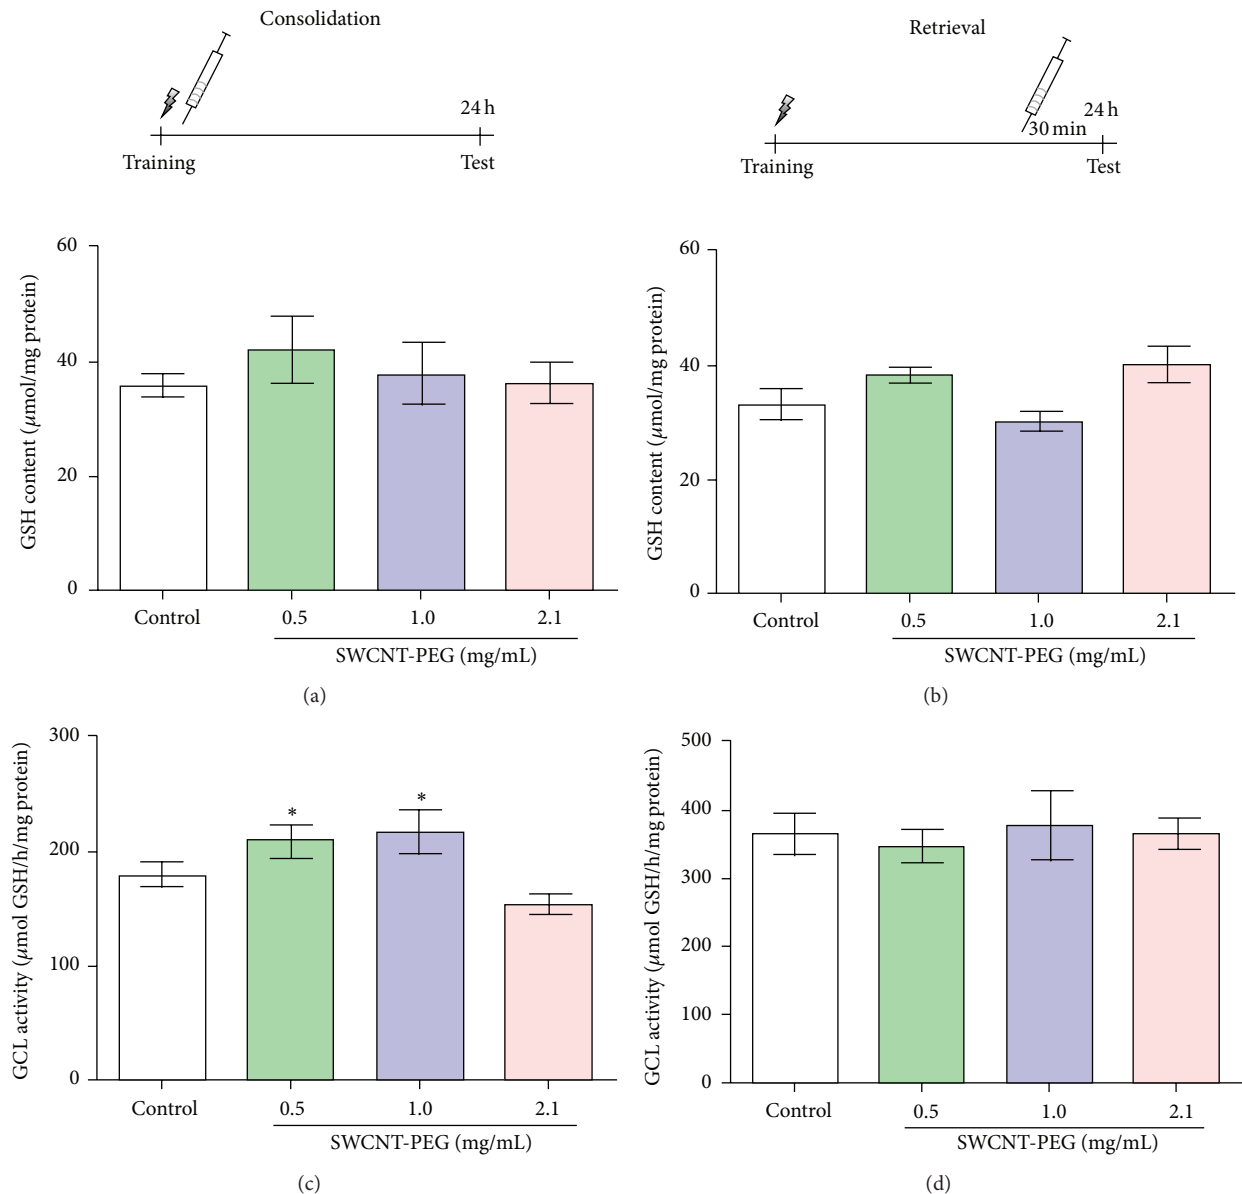 Consolidation
24 h
Training
Test
Retrieval
30 min
24 h
Training
Test
GSH content (μmol/mg protein)
60
40
20
0
Control
0.5
1.0
2.1
SWCNT-PEG (mg/mL)
(a)
GSH content (μmol/mg protein)
60
40
20
0
Control
0.5
1.0
2.1
SWCNT-PEG (mg/mL)
(b)
GCL activity (μmol GSH/h/mg protein)
300
200
100
0
*
*
Control
0.5
1.0
2.1
SWCNT-PEG (mg/mL)
(c)
GCL activity (μmol GSH/h/mg protein)
500
400
300
200
100
0
Control
0.5
1.0
2.1
SWCNT-PEG (mg/mL)
(d)